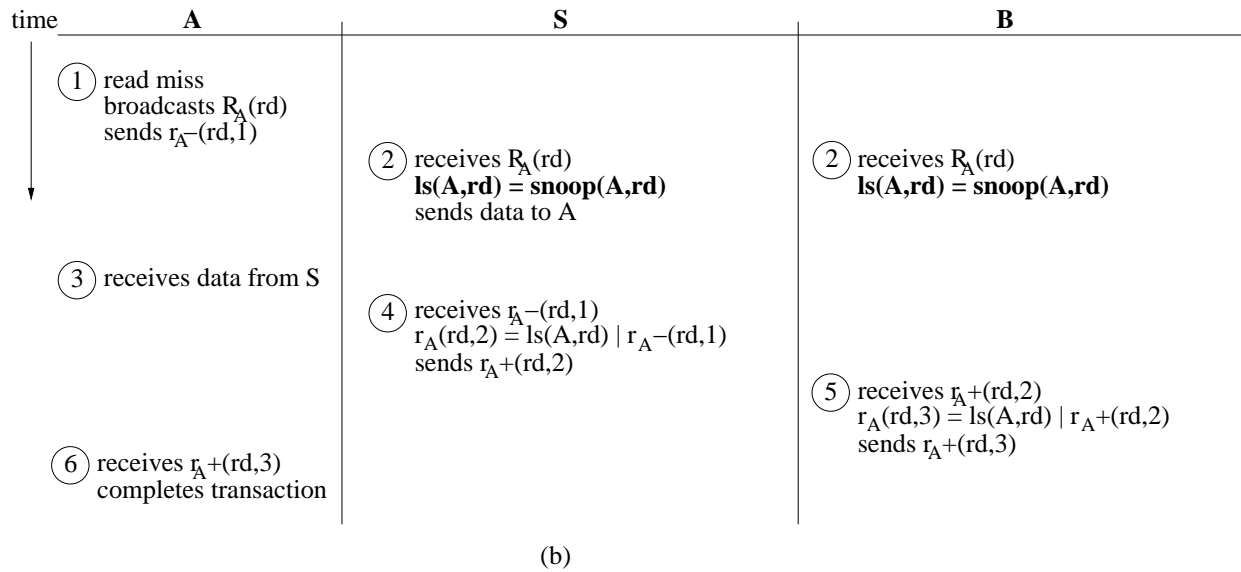 time A S B
1 read miss
broadcasts R_A(rd)
sends r_A−(rd,1)
2 receives R_A(rd)
ls(A,rd) = snoop(A,rd)
sends data to A
2 receives R_A(rd)
ls(A,rd) = snoop(A,rd)
3 receives data from S
4 receives r_A−(rd,1)
r_A(rd,2) = ls(A,rd) | r_A−(rd,1)
sends r_A+(rd,2)
5 receives r_A+(rd,2)
r_A(rd,3) = ls(A,rd) | r_A+(rd,2)
sends r_A+(rd,3)
6 receives r_A+(rd,3)
completes transaction
(b)